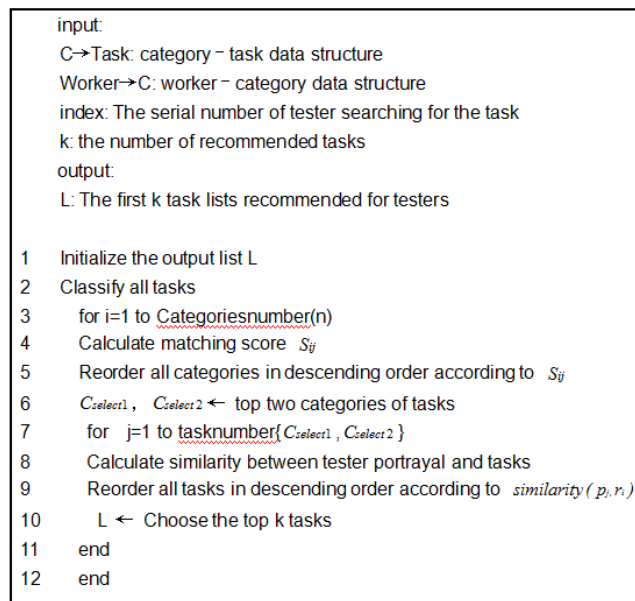 input:
C→Task: category - task data structure
Worker→C: worker - category data structure
index: The serial number of tester searching for the task
k: the number of recommended tasks
output:
L: The first k task lists recommended for testers
1 Initialize the output list L
2 Classify all tasks
3 for i=1 to Categoriesnumber(n)
4 Calculate matching score Sij
5 Reorder all categories in descending order according to Sij
6 Cselect1, Cselect2 ← top two categories of tasks
7 for j=1 to tasknumber{Cselect1, Cselect2}
8 Calculate similarity between tester portrayal and tasks
9 Reorder all tasks in descending order according to similarity(pj, ri)
10 L ← Choose the top k tasks
11 end
12 end